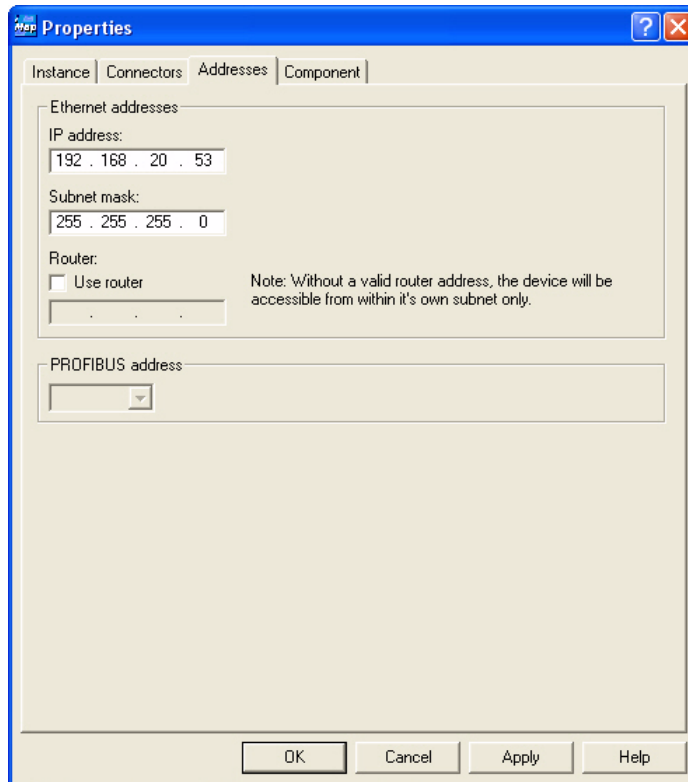 Properties
Instance Connectors Addresses Component
Ethernet addresses
IP address:
192 . 168 . 20 . 53
Subnet mask:
255 . 255 . 255 . 0
Router:
Use router
Note: Without a valid router address, the device will be
accessible from within it's own subnet only.
. . .
PROFIBUS address
OK Cancel Apply Help